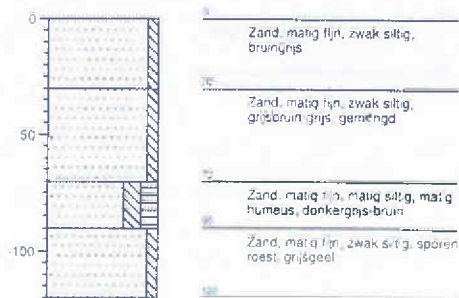 0
Zand, matig fijn, zwak siltig,
bruingrijs
Zand, matig fijn, zwak siltig,
grijsbruin-grijs, gemengd
50
Zand, matig fijn, matig siltig, matig
humeus, donkergrijs-bruin
Zand, matig fijn, zwak siltig, sporen
roest, grijsgeel
-100